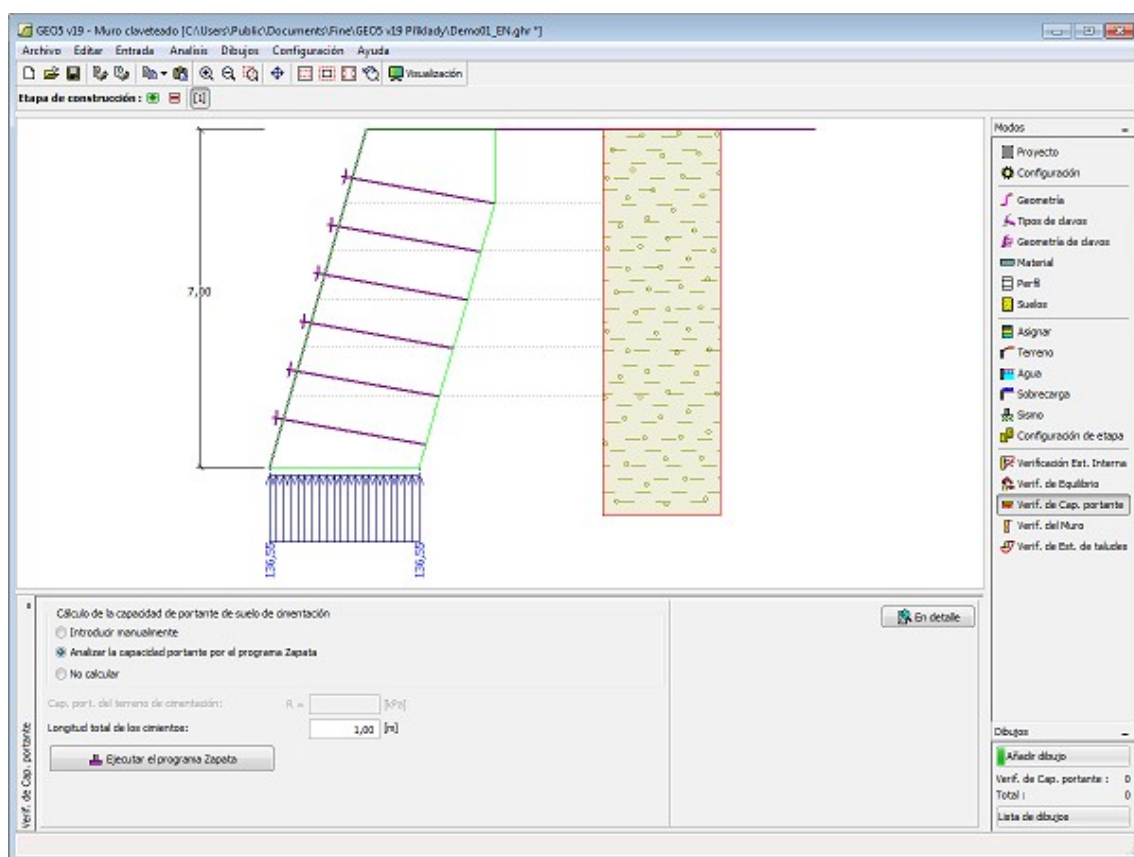 GEO5 v19 - Muro claveteado [C:\Users\Public\Documents\Fine\GEO5 v19 Příklady\Demo01_EN.ghr *]
Archivo Editar Entrada Analisis Dibujos Configuración Ayuda
Visualización
Etapa de construcción : [1]
7,00
136,55
136,55
Modos
Proyecto
Configuración
Geometría
Tipos de clavos
Geometría de clavos
Material
Perfil
Suelos
Asignar
Terreno
Agua
Sobrecarga
Sismo
Configuración de etapa
Verificación Est. Interna
Verif. de Equilibrio
Verif. de Cap. portante
Verif. del Muro
Verif. de Est. de taludes
Verif. de Cap. portante
Cálculo de la capacidad de portante de suelo de cimentación
Introducir manualmente
Analizar la capacidad portante por el programa Zapata
No calcular
Cap. port. del terreno de cimentación: R = [kPa]
Longitud total de los cimientos: 1,00 [m]
Ejecutar el programa Zapata
En detalle
Dibujos
Añadir dibujo
Verif. de Cap. portante : 0
Total : 0
Lista de dibujos